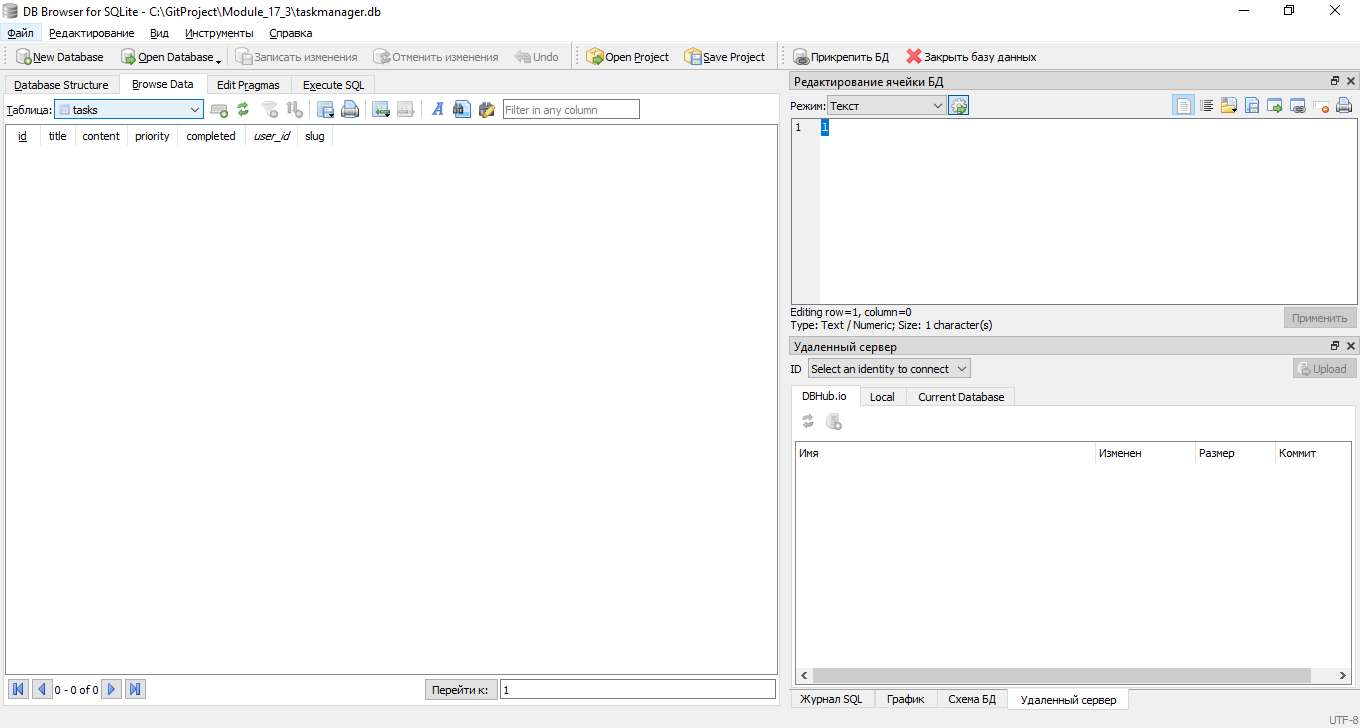 DB Browser for SQLite - C:\GitProject\Module_17_3\taskmanager.db
Файл Редактирование Вид Инструменты Справка
New Database Open Database Записать изменения Отменить изменения Undo Open Project Save Project Прикрепить БД Закрыть базу данных
Database Structure Browse Data Edit Pragmas Execute SQL
Таблица: tasks Filter in any column
id title content priority completed user_id slug
0 - 0 of 0 Перейти к: 1
Редактирование ячейки БД
Режим: Текст
1 1
Editing row=1, column=0
Type: Text / Numeric; Size: 1 character(s)
Применить
Удаленный сервер
ID Select an identity to connect Upload
DBHub.io Local Current Database
Имя Изменен Размер Коммит
Журнал SQL График Схема БД Удаленный сервер
UTF-8